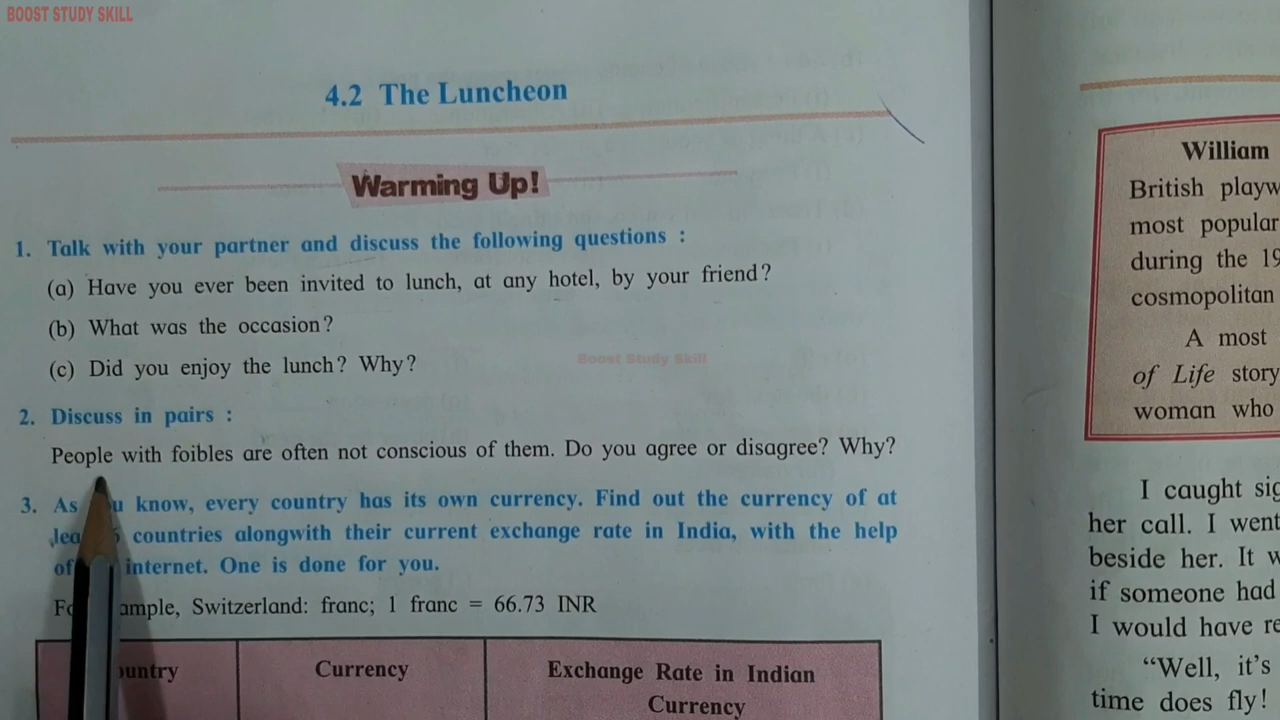 BOOST STUDY SKILL
4.2 The Luncheon
Warming Up!
1. Talk with your partner and discuss the following questions :
(a) Have you ever been invited to lunch, at any hotel, by your friend?
(b) What was the occasion?
(c) Did you enjoy the lunch? Why?
Boost Study Skill
2. Discuss in pairs :
People with foibles are often not conscious of them. Do you agree or disagree? Why?
3. As know, every country has its own currency. Find out the currency of at
countries alongwith their current exchange rate in India, with the help
of internet. One is done for you.
Switzerland: franc; 1 franc = 66.73 INR
Currency
Exchange Rate in Indian
Currency
William
British
most popular
during the
cosmopolitan
A most
of Life story
woman who
I caught
her call. I went
beside her. It
if someone had
I would have
“Well, it's
time does fly!